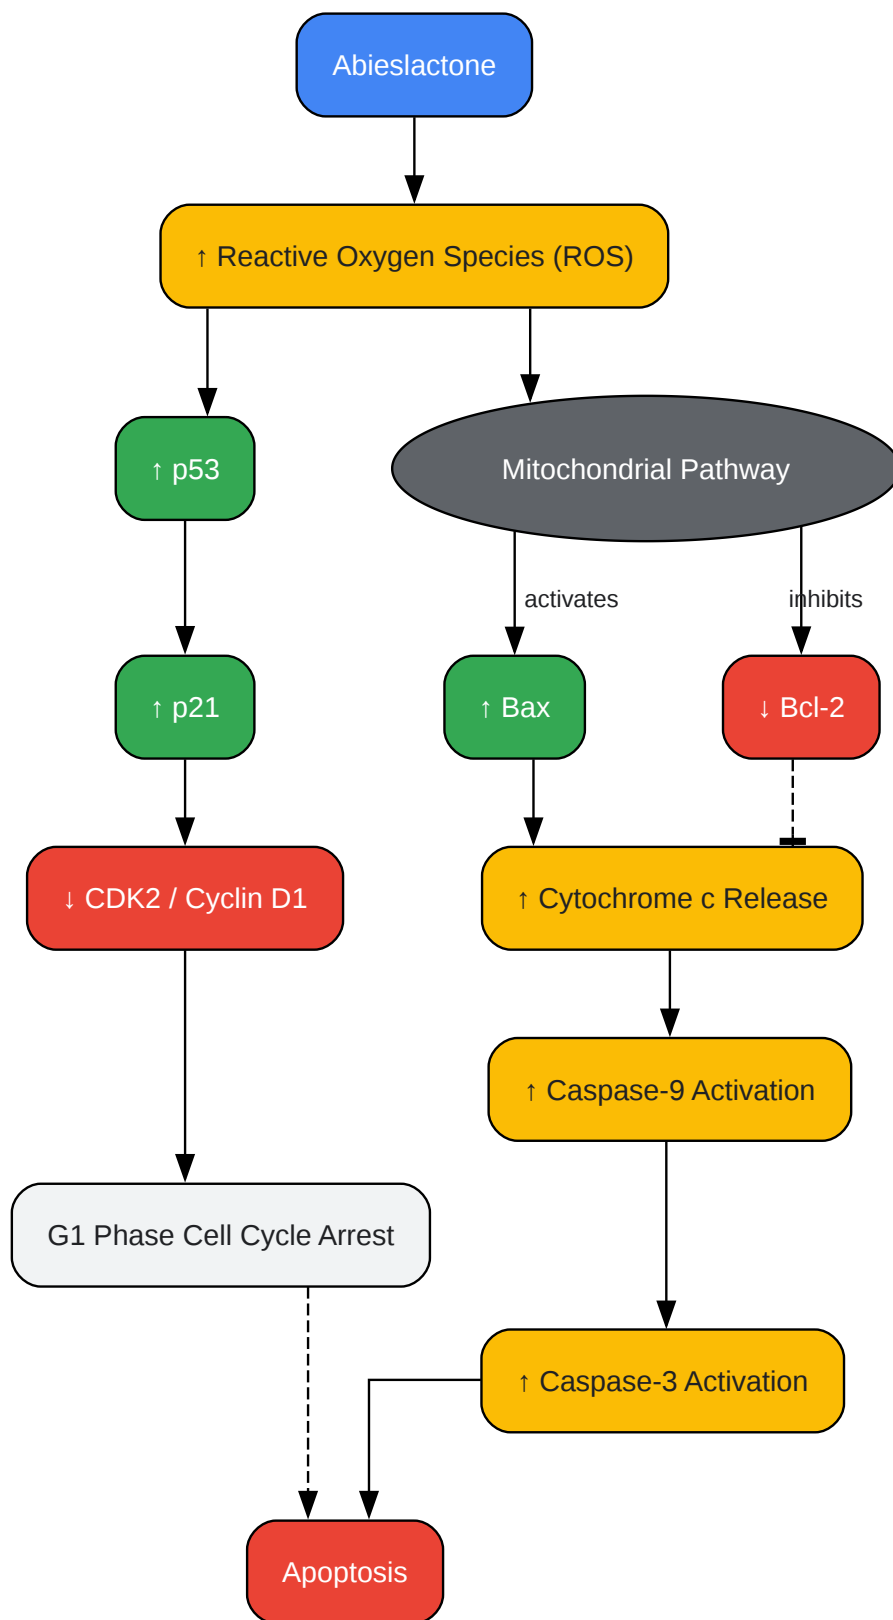 Abieslactone
↑ Reactive Oxygen Species (ROS)
↑ p53
Mitochondrial Pathway
activates
inhibits
↑ p21
↑ Bax
↓ Bcl-2
↓ CDK2 / Cyclin D1
↑ Cytochrome c Release
↑ Caspase-9 Activation
G1 Phase Cell Cycle Arrest
↑ Caspase-3 Activation
Apoptosis